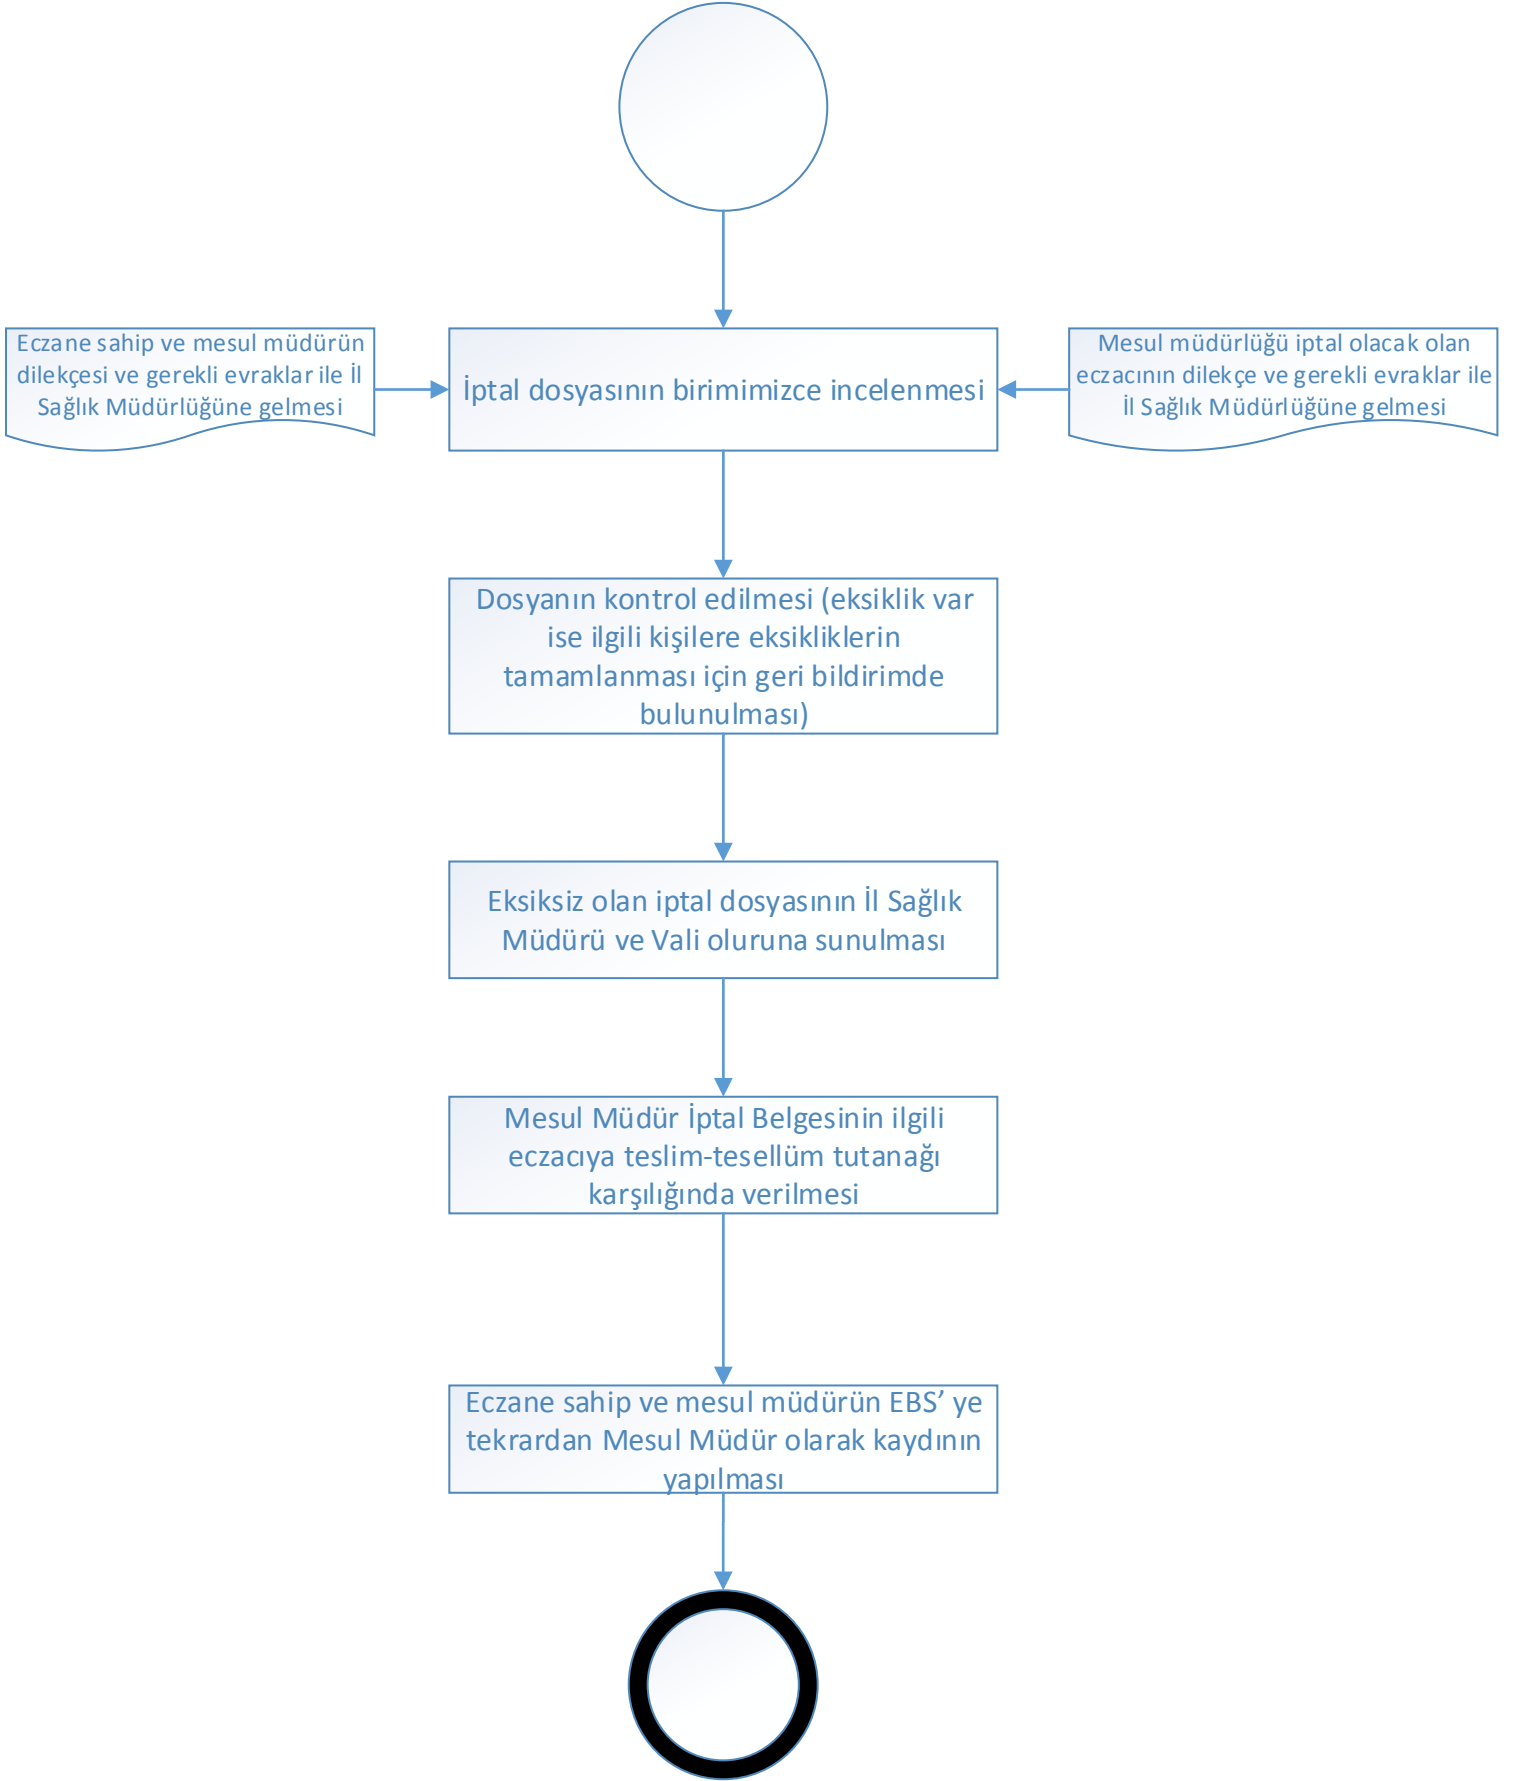 Eczane sahip ve mesul müdürün
dilekçesi ve gerekli evraklar ile İl
Sağlık Müdürlüğüne gelmesi
İptal dosyasının birimimizce incelenmesi
Mesul müdürlüğü iptal olacak olan
eczacının dilekçe ve gerekli evraklar ile
İl Sağlık Müdürlüğüne gelmesi
Dosyanın kontrol edilmesi (eksiklik var
ise ilgili kişilere eksikliklerin
tamamlanması için geri bildirimde
bulunulması)
Eksiksiz olan iptal dosyasının İl Sağlık
Müdürü ve Vali oluruna sunulması
Mesul Müdür İptal Belgesinin ilgili
eczacıya teslim-tesellüm tutanağı
karşılığında verilmesi
Eczane sahip ve mesul müdürün EBS’ ye
tekrardan Mesul Müdür olarak kaydının
yapılması